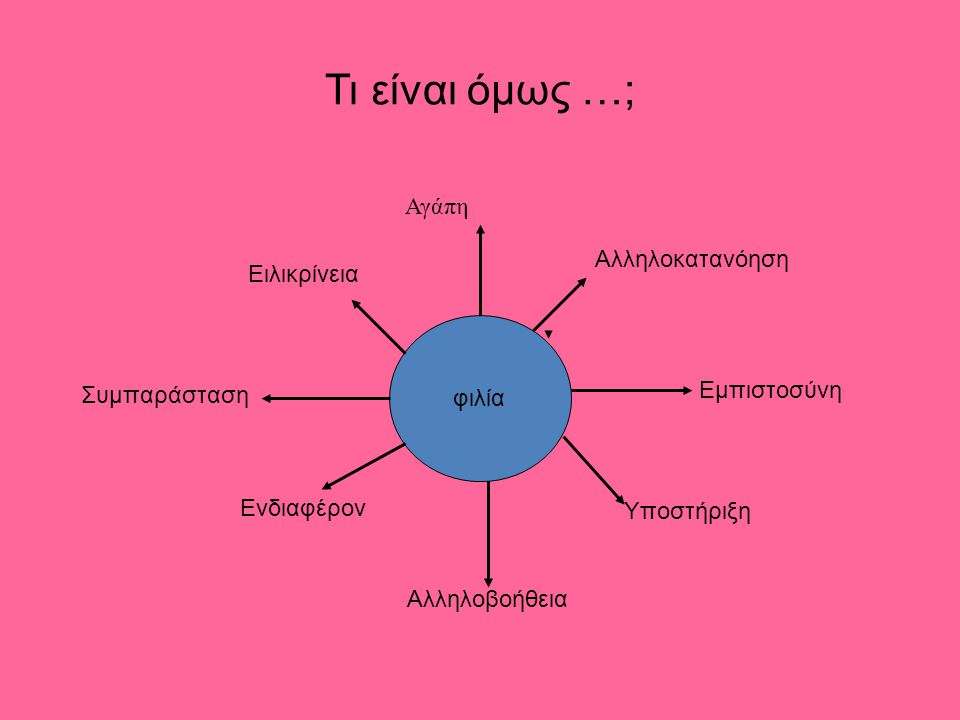 Τι είναι όμως …;
Αγάπη
Αλληλοκατανόηση
Ειλικρίνεια
Συμπαράσταση
φιλία
Εμπιστοσύνη
Ενδιαφέρον
Υποστήριξη
Αλληλοβοήθεια